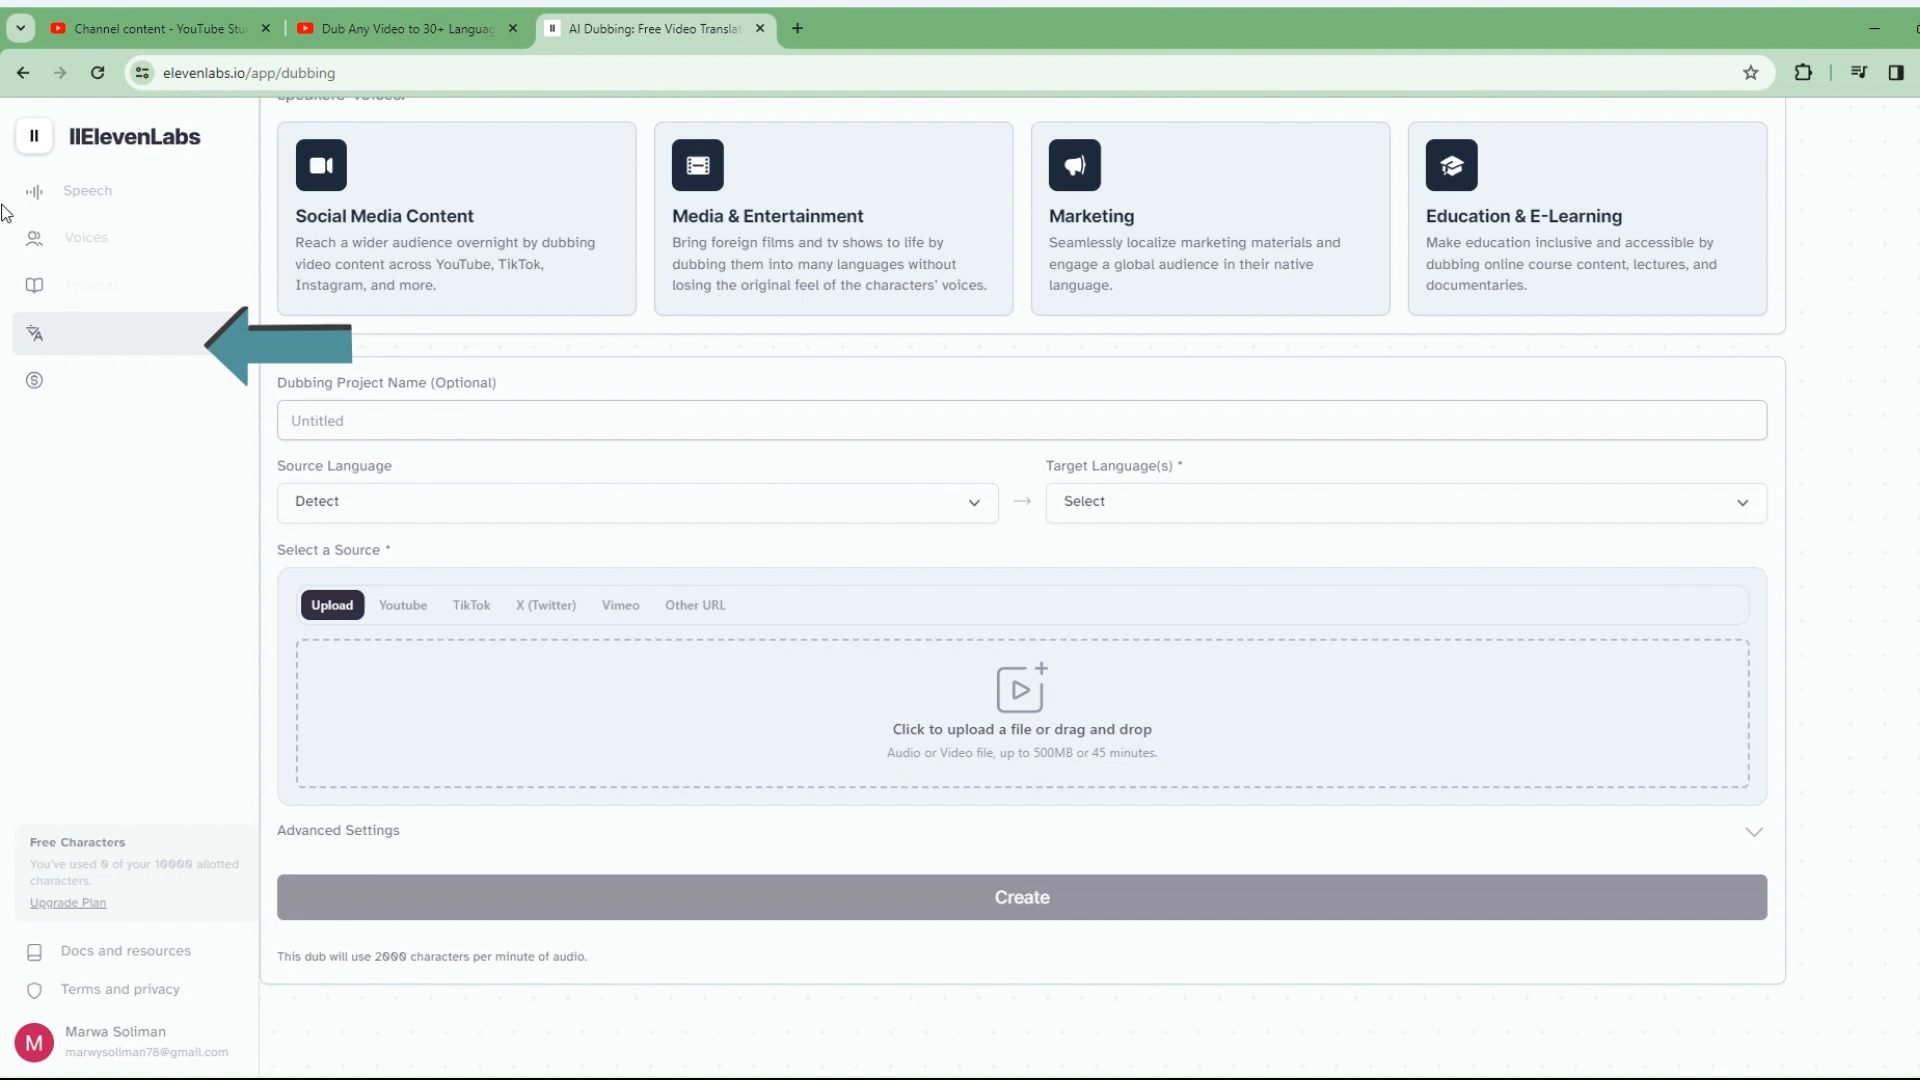 Channel content - YouTube Stu
Dub Any Video to 30+ Languag
AI Dubbing: Free Video Translat
elevenlabs.io/app/dubbing
IIElevenLabs
Speech
Voices
Projects
Free Characters
You've used 0 of your 10000 allotted
characters.
Upgrade Plan
Docs and resources
Terms and privacy
M
Marwa Soliman
marwysoliman78@gmail.com
speakers' voices.
Social Media Content
Reach a wider audience overnight by dubbing
video content across YouTube, TikTok,
Instagram, and more.
Media & Entertainment
Bring foreign films and tv shows to life by
dubbing them into many languages without
losing the original feel of the characters' voices.
Marketing
Seamlessly localize marketing materials and
engage a global audience in their native
language.
Education & E-Learning
Make education inclusive and accessible by
dubbing online course content, lectures, and
documentaries.
Dubbing Project Name (Optional)
Untitled
Source Language
Detect
Target Language(s) *
Select
Select a Source *
Upload Youtube TikTok X (Twitter) Vimeo Other URL
Click to upload a file or drag and drop
Audio or Video file, up to 500MB or 45 minutes.
Advanced Settings
Create
This dub will use 2000 characters per minute of audio.